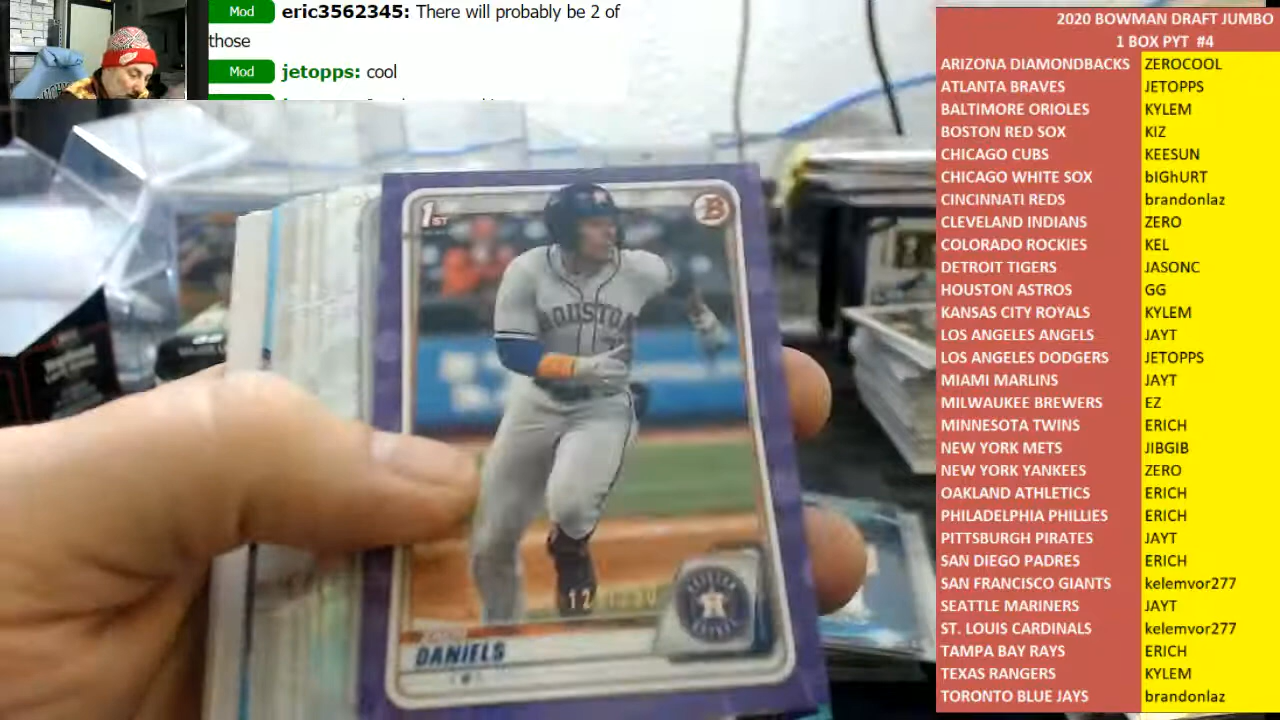 Mod eric3562345: There will probably be 2 of
those
Mod jetopps: cool
2020 BOWMAN DRAFT JUMBO
1 BOX PYT #4
ARIZONA DIAMONDBACKS ZEROCOOL
ATLANTA BRAVES JETOPPS
BALTIMORE ORIOLES KYLEM
BOSTON RED SOX KIZ
CHICAGO CUBS KEESUN
CHICAGO WHITE SOX bIGhURT
CINCINNATI REDS brandonlaz
CLEVELAND INDIANS ZERO
COLORADO ROCKIES KEL
DETROIT TIGERS JASONC
HOUSTON ASTROS GG
KANSAS CITY ROYALS KYLEM
LOS ANGELES ANGELS JAYT
LOS ANGELES DODGERS JETOPPS
MIAMI MARLINS JAYT
MILWAUKEE BREWERS EZ
MINNESOTA TWINS ERICH
NEW YORK METS JIBGIB
NEW YORK YANKEES ZERO
OAKLAND ATHLETICS ERICH
PHILADELPHIA PHILLIES ERICH
PITTSBURGH PIRATES JAYT
SAN DIEGO PADRES ERICH
SAN FRANCISCO GIANTS kelemvor277
SEATTLE MARINERS JAYT
ST. LOUIS CARDINALS kelemvor277
TAMPA BAY RAYS ERICH
TEXAS RANGERS KYLEM
TORONTO BLUE JAYS brandonlaz
1ST
B
HOUSTON
DANIELS